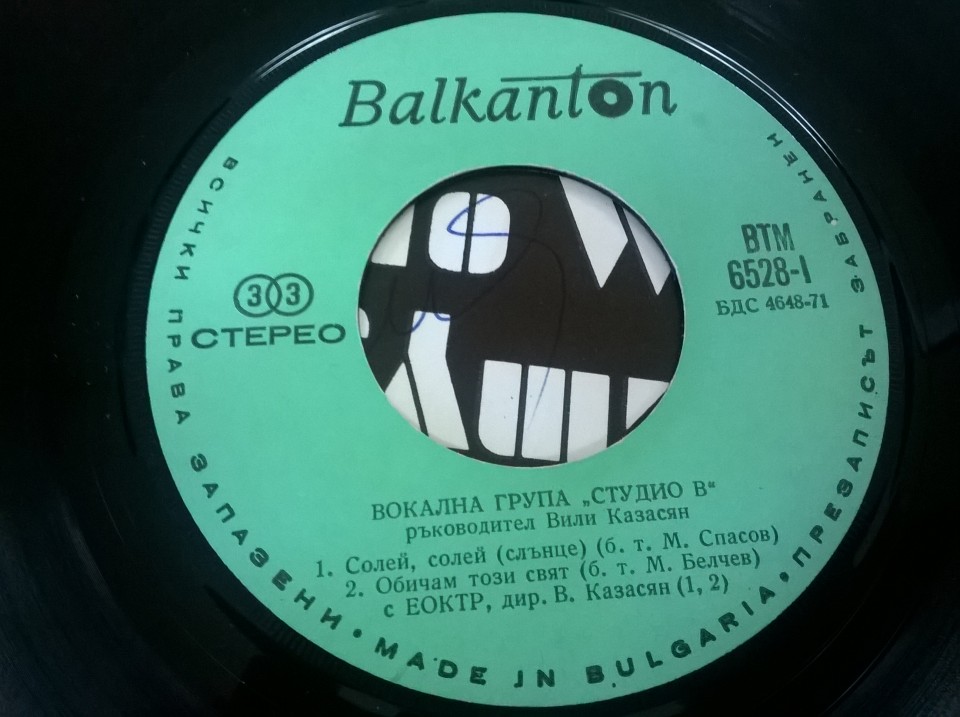 Balkanton
ВТМ
6528-I
БДС 4648-71
33
СТЕРЕО
ВОКАЛНА ГРУПА „СТУДИО В“
ръководител Вили Казасян
1. Солей, солей (слънце) (б. т. М. Спасов)
2. Обичам този свят (б. т. М. Белчев)
с ЕОКТР, дир. В. Казасян (1, 2)
ВСИЧКИ ПРАВА ЗАПАЗЕНИ • MADE IN BULGARIA • ПРЕЗАПИСЪТ ЗАБРАНЕН